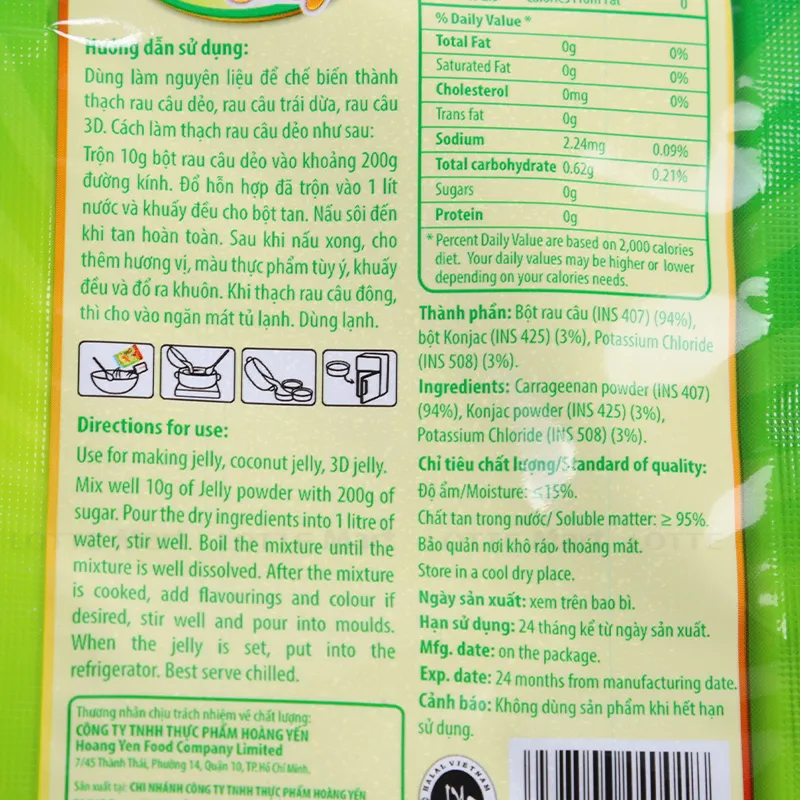 Hướng dẫn sử dụng:
Dùng làm nguyên liệu để chế biến thành
thạch rau câu dẻo, rau câu trái dừa, rau câu
3D. Cách làm thạch rau câu dẻo như sau:
Trộn 10g bột rau câu dẻo vào khoảng 200g
đường kính. Đổ hỗn hợp đã trộn vào 1 lít
nước và khuấy đều cho bột tan. Nấu sôi đến
khi tan hoàn toàn. Sau khi nấu xong, cho
thêm hương vị, màu thực phẩm tùy ý, khuấy
đều và đổ ra khuôn. Khi thạch rau câu đông,
thì cho vào ngăn mát tủ lạnh. Dùng lạnh.
Directions for use:
Use for making jelly, coconut jelly, 3D jelly.
Mix well 10g of Jelly powder with 200g of
sugar. Pour the dry ingredients into 1 litre of
water, stir well. Boil the mixture until the
mixture is well dissolved. After the mixture
is cooked, add flavourings and colour if
desired, stir well and pour into moulds.
When the jelly is set, put into the
refrigerator. Best serve chilled.
Thương nhân chịu trách nhiệm về chất lượng:
CÔNG TY TNHH THỰC PHẨM HOÀNG YẾN
Hoang Yen Food Company Limited
7/45 Thành Thái, Phường 14, Quận 10, TP.Hồ Chí Minh.
Sản xuất tại: CHI NHÁNH CÔNG TY TNHH THỰC PHẨM HOÀNG YẾN
Calories from Fat 0
% Daily Value *
Total Fat 0g 0%
Saturated Fat 0g 0%
Cholesterol 0mg 0%
Trans fat 0g
Sodium 2.24mg 0.09%
Total carbohydrate 0.62g 0.21%
Sugars 0g
Protein 0g
* Percent Daily Value are based on 2,000 calories
diet. Your daily values may be higher or lower
depending on your calories needs.
Thành phần: Bột rau câu (INS 407) (94%),
bột Konjac (INS 425) (3%), Potassium Chloride
(INS 508) (3%).
Ingredients: Carrageenan powder (INS 407)
(94%), Konjac powder (INS 425) (3%),
Potassium Chloride (INS 508) (3%).
Chỉ tiêu chất lượng/Standard of quality:
Độ ẩm/Moisture: ≤15%.
Chất tan trong nước/ Soluble matter: ≥ 95%.
Bảo quản nơi khô ráo, thoáng mát.
Store in a cool dry place.
Ngày sản xuất: xem trên bao bì.
Hạn sử dụng: 24 tháng kể từ ngày sản xuất.
Mfg. date: on the package.
Exp. date: 24 months from manufacturing date.
Cảnh báo: Không dùng sản phẩm khi hết hạn
sử dụng.
HALAL VIETNAM